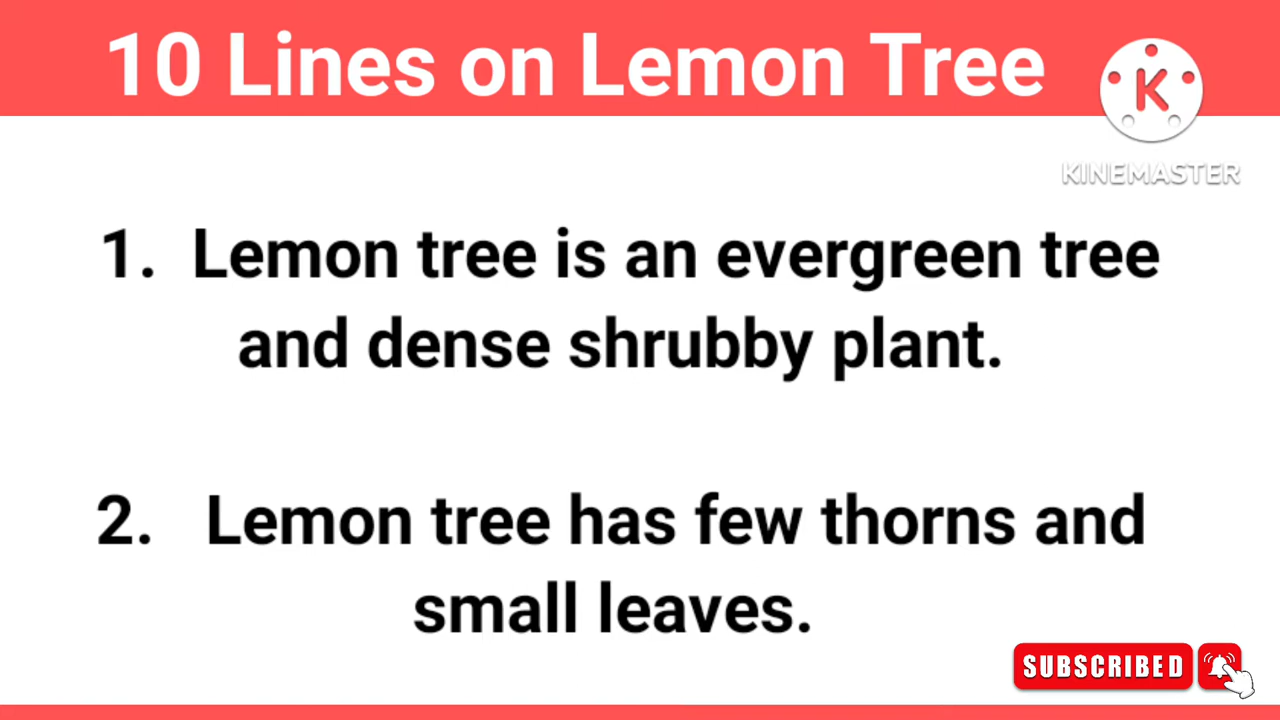 10 Lines on Lemon Tree
K
KINEMASTER
1. Lemon tree is an evergreen tree
and dense shrubby plant.
2. Lemon tree has few thorns and
small leaves.
SUBSCRIBED